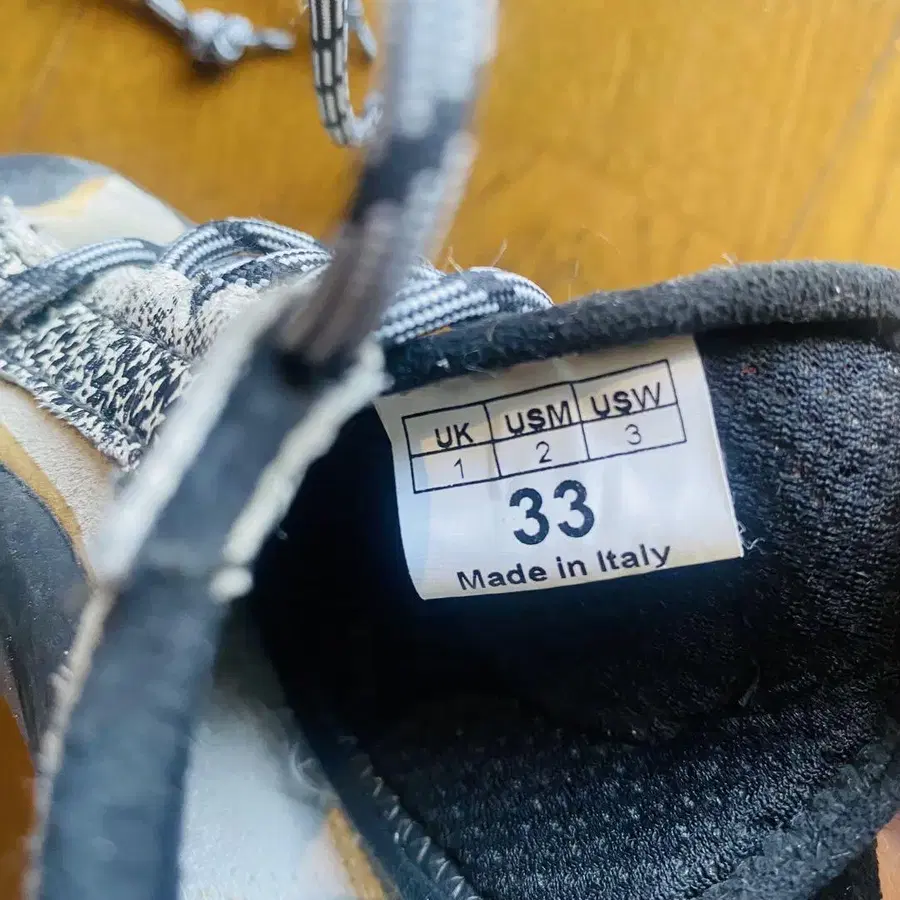 UK USM USW
1 2 3
33
Made in Italy